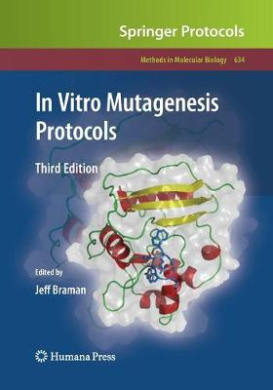 Springer Protocols
Methods in Molecular Biology 634
In Vitro Mutagenesis
Protocols
Third Edition
Edited by
Jeff Braman
Humana Press